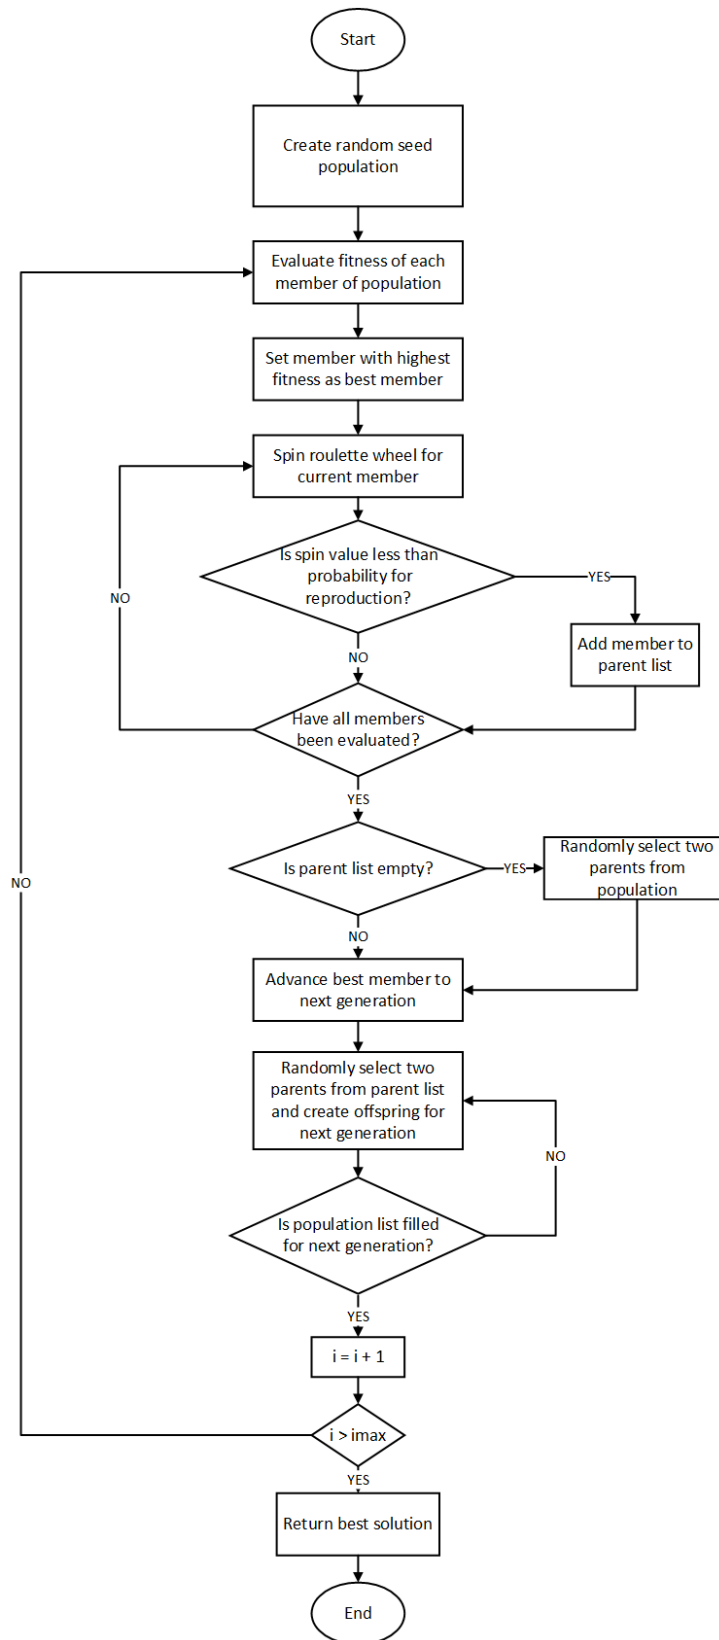 Start
Create random seed
population
Evaluate fitness of each
member of population
Set member with highest
fitness as best member
Spin roulette wheel for
current member
Is spin value less than
probability for
reproduction?
YES
NO
NO
Add member to
parent list
Have all members
been evaluated?
YES
Is parent list empty?
YES
Randomly select two
parents from
population
NO
NO
Advance best member to
next generation
Randomly select two
parents from parent list
and create offspring for
next generation
NO
Is population list filled
for next generation?
YES
i = i + 1
i > imax
YES
Return best solution
End